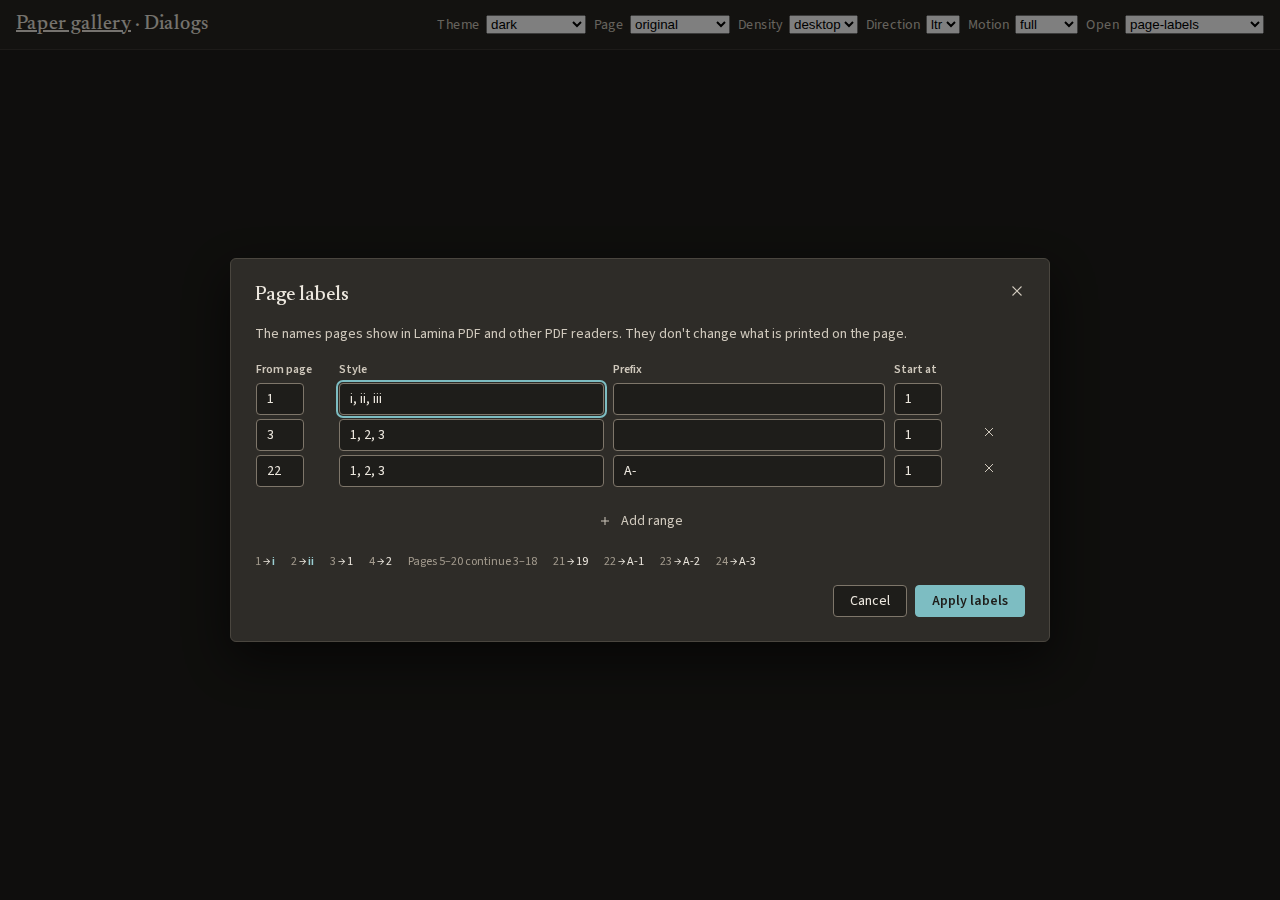 Paper gallery · Dialogs Theme dark Page original Density desktop Direction ltr Motion full Open page-labels
Page labels
The names pages show in Lamina PDF and other PDF readers. They don't change what is printed on the page.
From page Style Prefix Start at
1 i, ii, iii 1
3 1, 2, 3 1
22 1, 2, 3 A- 1
+ Add range
1→i 2→ii 3→1 4→2 Pages 5–20 continue 3–18 21→19 22→A-1 23→A-2 24→A-3
Cancel Apply labels